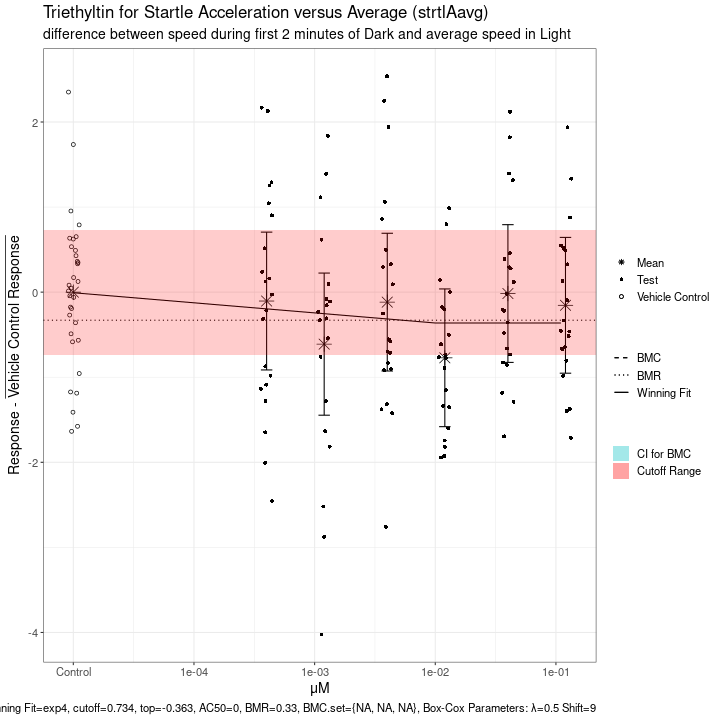 Triethyltin for Startle Acceleration versus Average (strtlAavg)
difference between speed during first 2 minutes of Dark and average speed in Light
Response - Vehicle Control Response
2
0
-2
-4
Control
1e-04
1e-03
1e-02
1e-01
μM
Mean
Test
Vehicle Control
BMC
BMR
Winning Fit
CI for BMC
Cutoff Range
Fit=exp4, cutoff=0.734, top=-0.363, AC50=0, BMR=0.33, BMC.set={NA, NA, NA}, Box-Cox Parameters: λ=0.5 Shift=9